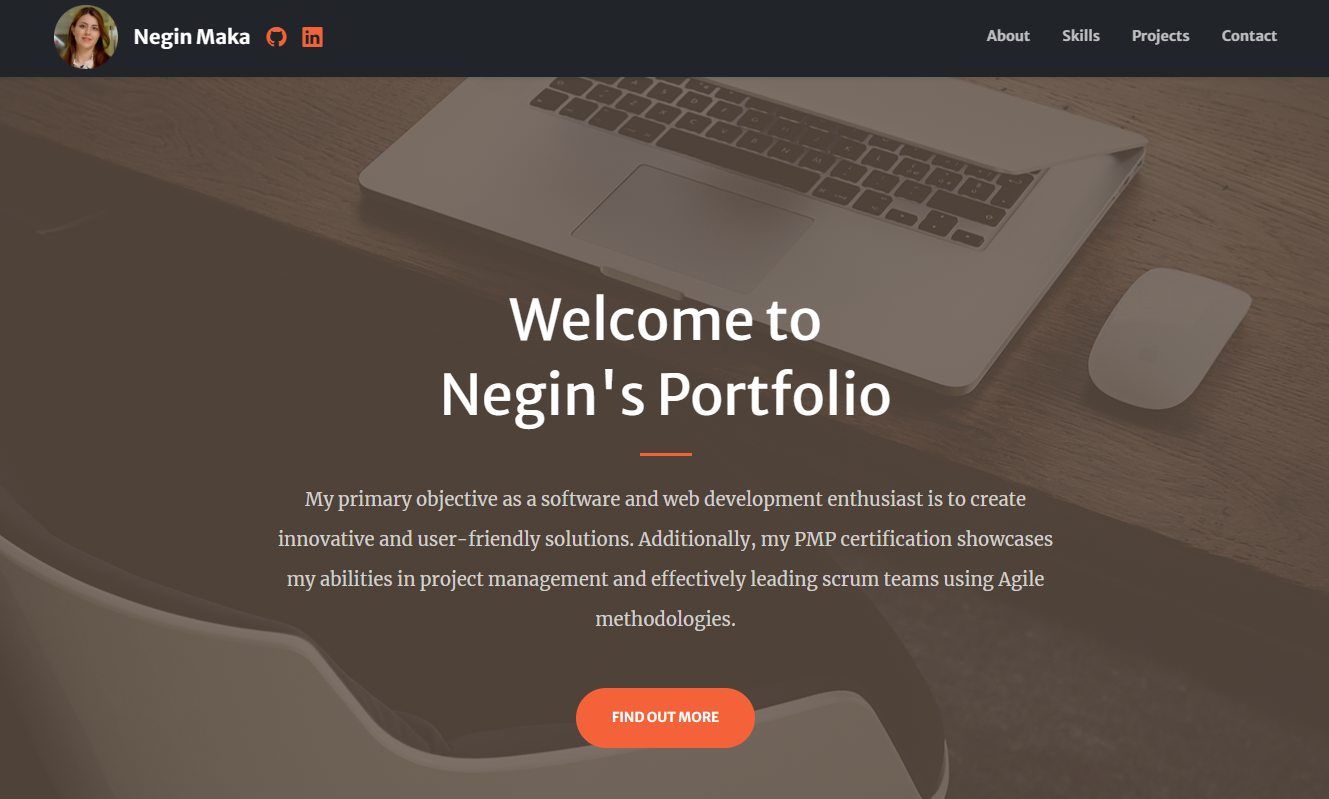 Negin Maka
in
About Skills Projects Contact
Welcome to
Negin's Portfolio
My primary objective as a software and web development enthusiast is to create
innovative and user-friendly solutions. Additionally, my PMP certification showcases
my abilities in project management and effectively leading scrum teams using Agile
methodologies.
FIND OUT MORE